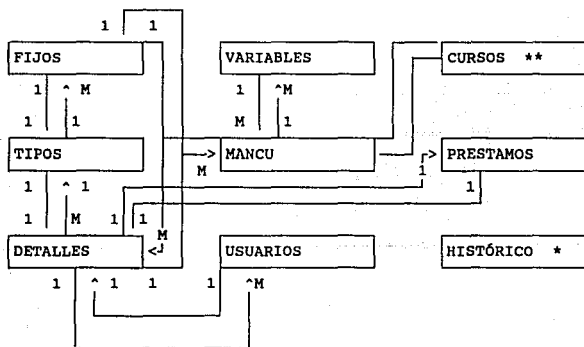 1 1
FIJOS VARIABLES CURSOS **
1 ^ M 1 ^M
1 1 M 1
TIPOS --> MANCU > PRESTAMOS
1 ^ 1 M 1 1
1 M 1 1 M
DETALLES <- USUARIOS HISTÓRICO *
1 ^ 1 1 1 ^M